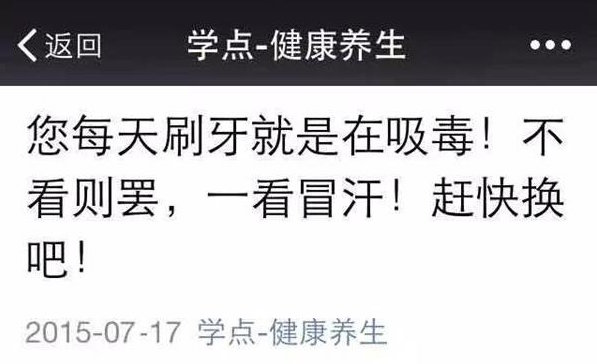 返回 学点-健康养生
您每天刷牙就是在吸毒！不
看则罢，一看冒汗！赶快换
吧！
2015-07-17 学点-健康养生